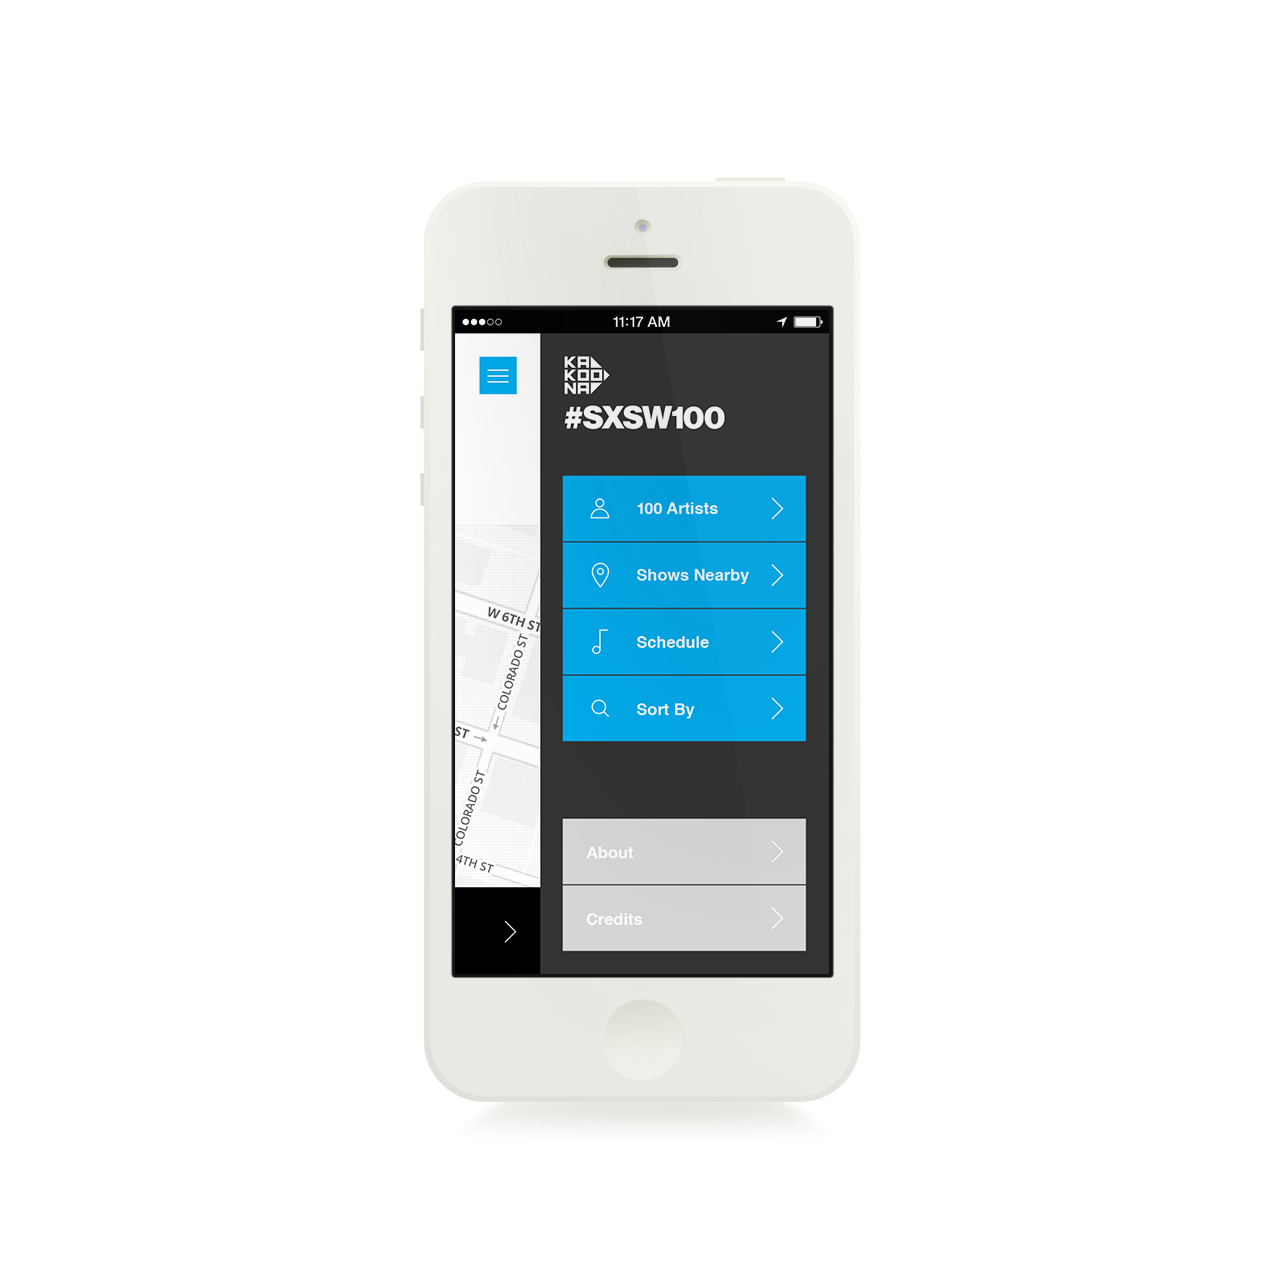 11:17 AM
KA
KOO
NA
#SXSW100
100 Artists
Shows Nearby
Schedule
Sort By
About
Credits
W 6TH ST
COLORADO ST
ST
COLORADO ST
4TH ST